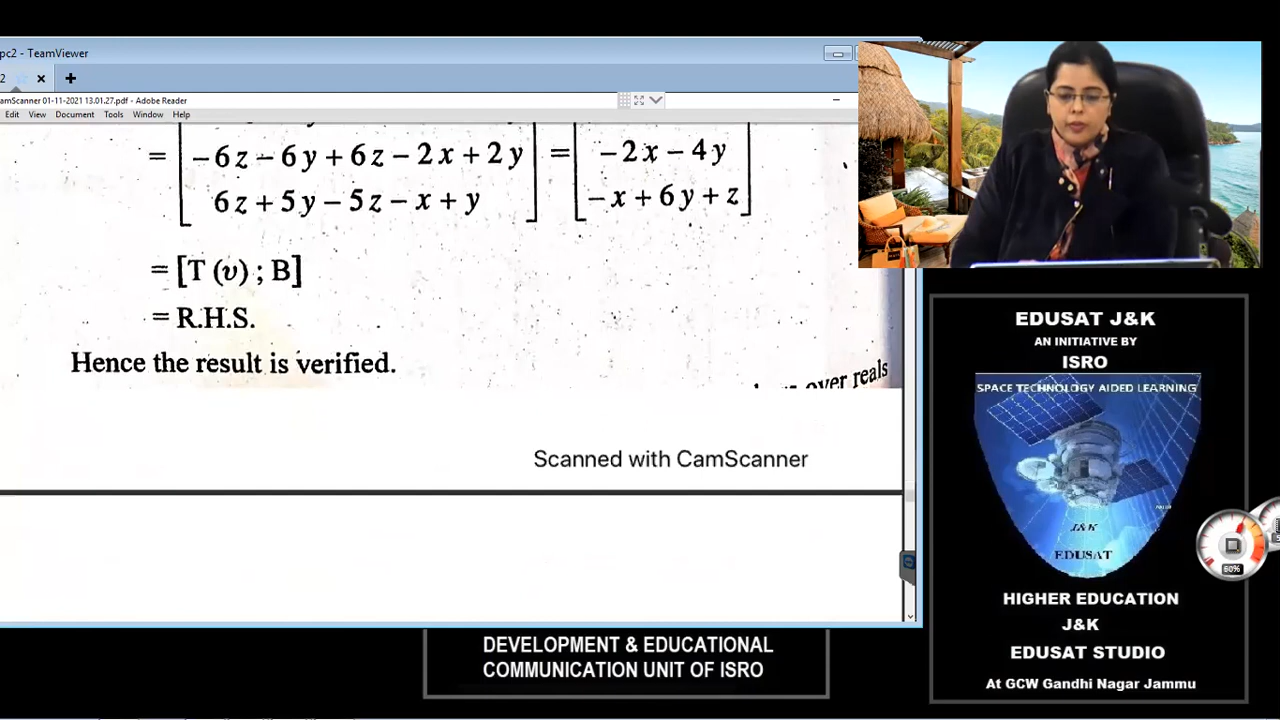 pc2 - TeamViewer
2
amScanner 01-11-2021 13.01.27.pdf - Adobe Reader
Edit View Document Tools Window Help
= [ -6z - 6y + 6z - 2x + 2y ] = [ -2x - 4y ]
[ 6z + 5y - 5z - x + y ] [ -x + 6y + z ]
= [T (υ) ; B]
= R.H.S.
Hence the result is verified.
over reals
Scanned with CamScanner
EDUSAT J&K
AN INITIATIVE BY
ISRO
SPACE TECHNOLOGY AIDED LEARNING
J&K
EDUSAT
60%
HIGHER EDUCATION
J&K
EDUSAT STUDIO
At GCW Gandhi Nagar Jammu
DEVELOPMENT & EDUCATIONAL
COMMUNICATION UNIT OF ISRO